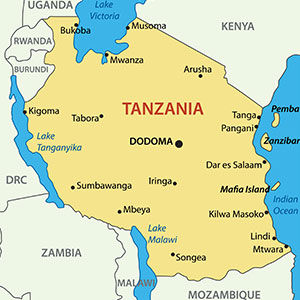 UGANDA
Lake
Victoria
KENYA
RWANDA
Bukoba
Musoma
Mwanza
BURUNDI
Arusha
Kigoma
TANZANIA
Tabora
Tanga
Pemba
Pangani
Lake
Tanganyika
DODOMA
Zanzibar
Dar es Salaam
DRC
Sumbawanga
Iringa
Mafia Island
Mbeya
Kilwa Masoko
Indian
Ocean
Lake
Malawi
Lindi
Mtwara
ZAMBIA
Songea
MALAWI
MOZAMBIQUE